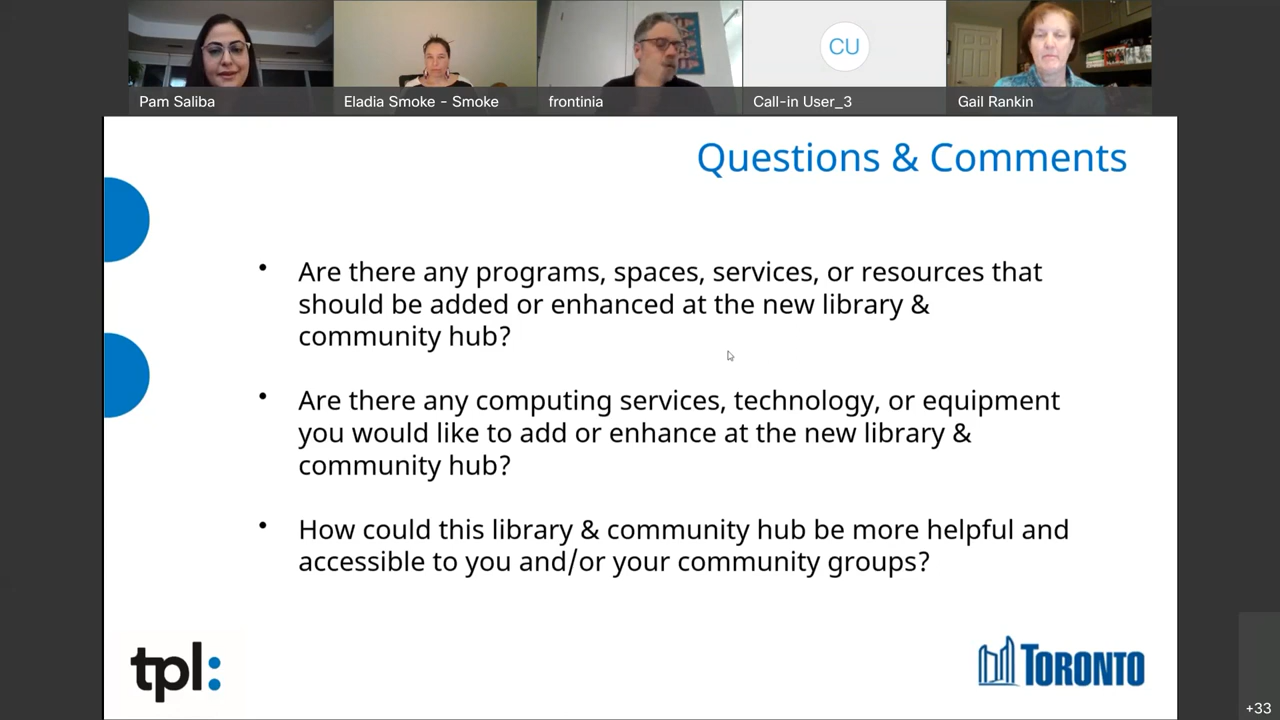 CU
Pam Saliba
Eladia Smoke - Smoke
frontinia
Call-in User_3
Gail Rankin
Questions & Comments
• Are there any programs, spaces, services, or resources that
should be added or enhanced at the new library &
community hub?
• Are there any computing services, technology, or equipment
you would like to add or enhance at the new library &
community hub?
• How could this library & community hub be more helpful and
accessible to you and/or your community groups?
tpl:
TORONTO
+33